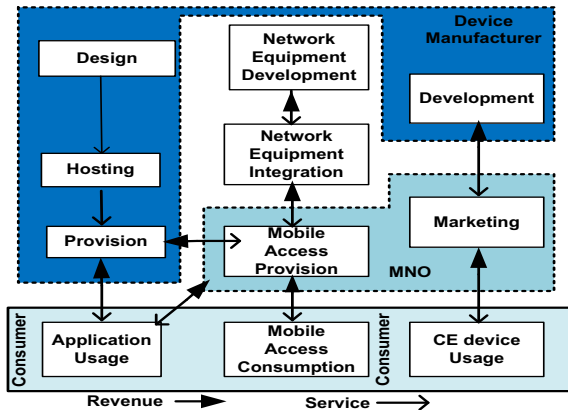 Device
Manufacturer
Design
Network
Equipment
Development
Development
Hosting
Network
Equipment
Integration
Provision
Mobile
Access
Provision
Marketing
MNO
Consumer
Application
Usage
Mobile
Access
Consumption
Consumer
CE device
Usage
Revenue
Service